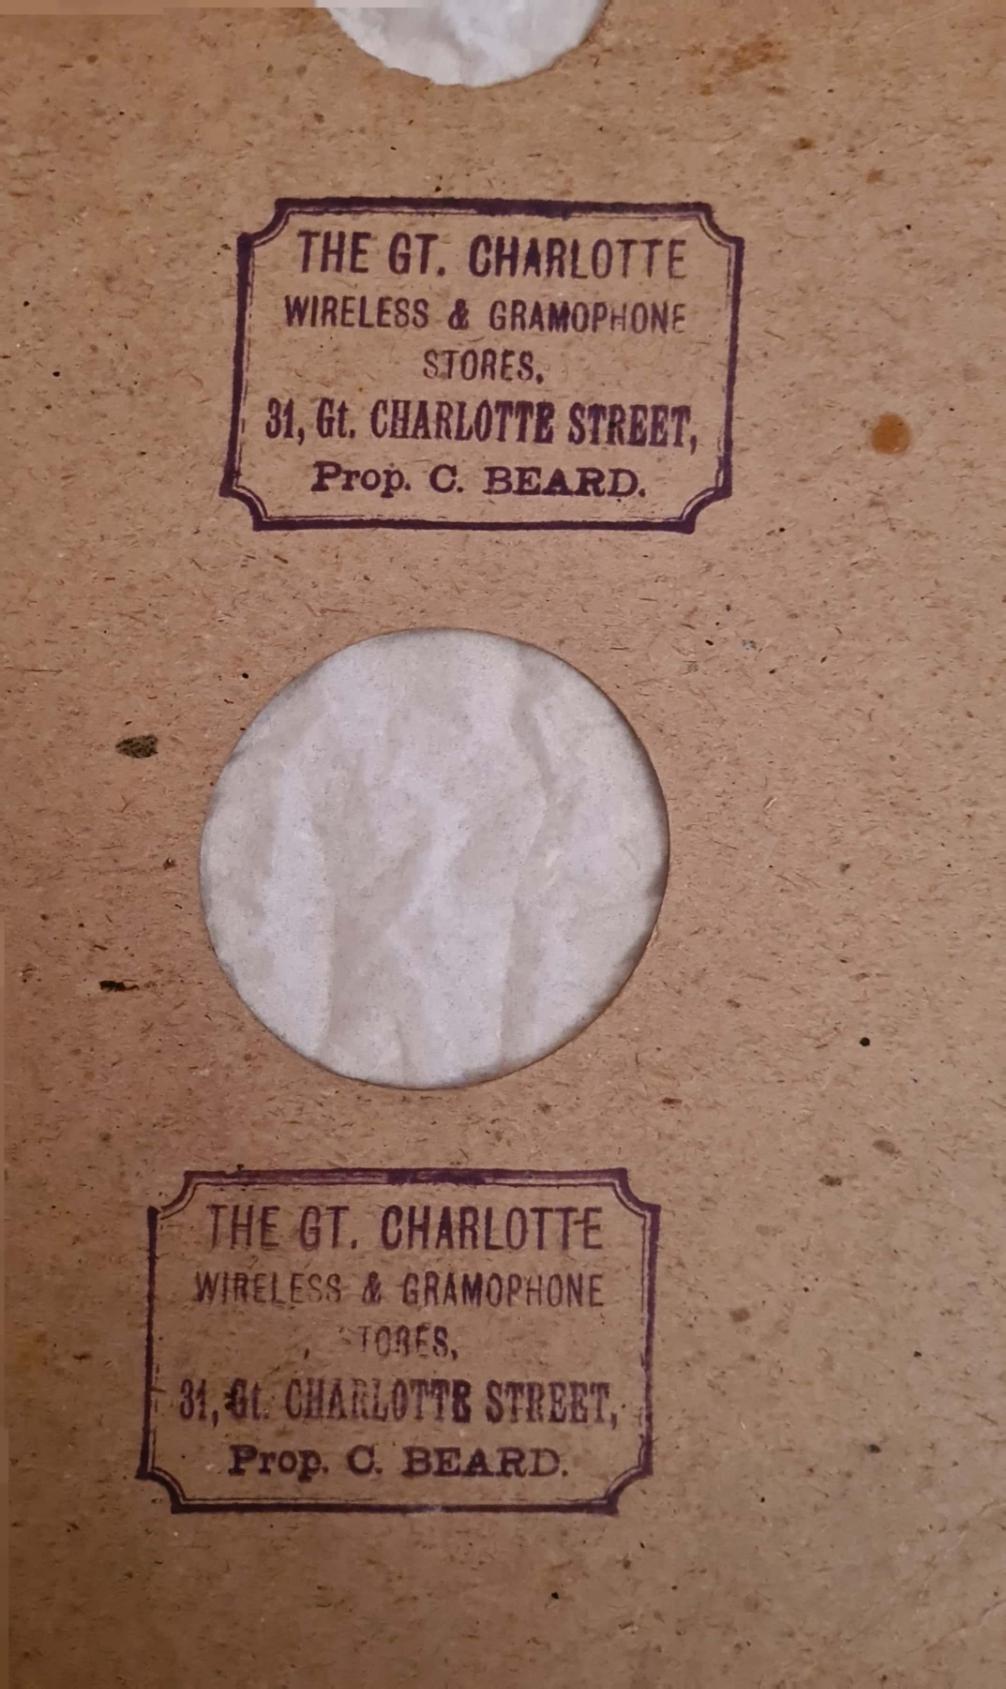 THE GT. CHARLOTTE
WIRELESS & GRAMOPHONE
STORES,
31, Gt. CHARLOTTE STREET,
Prop. C. BEARD.
THE GT. CHARLOTTE
WIRELESS & GRAMOPHONE
STORES,
31, Gt. CHARLOTTE STREET,
Prop. C. BEARD.